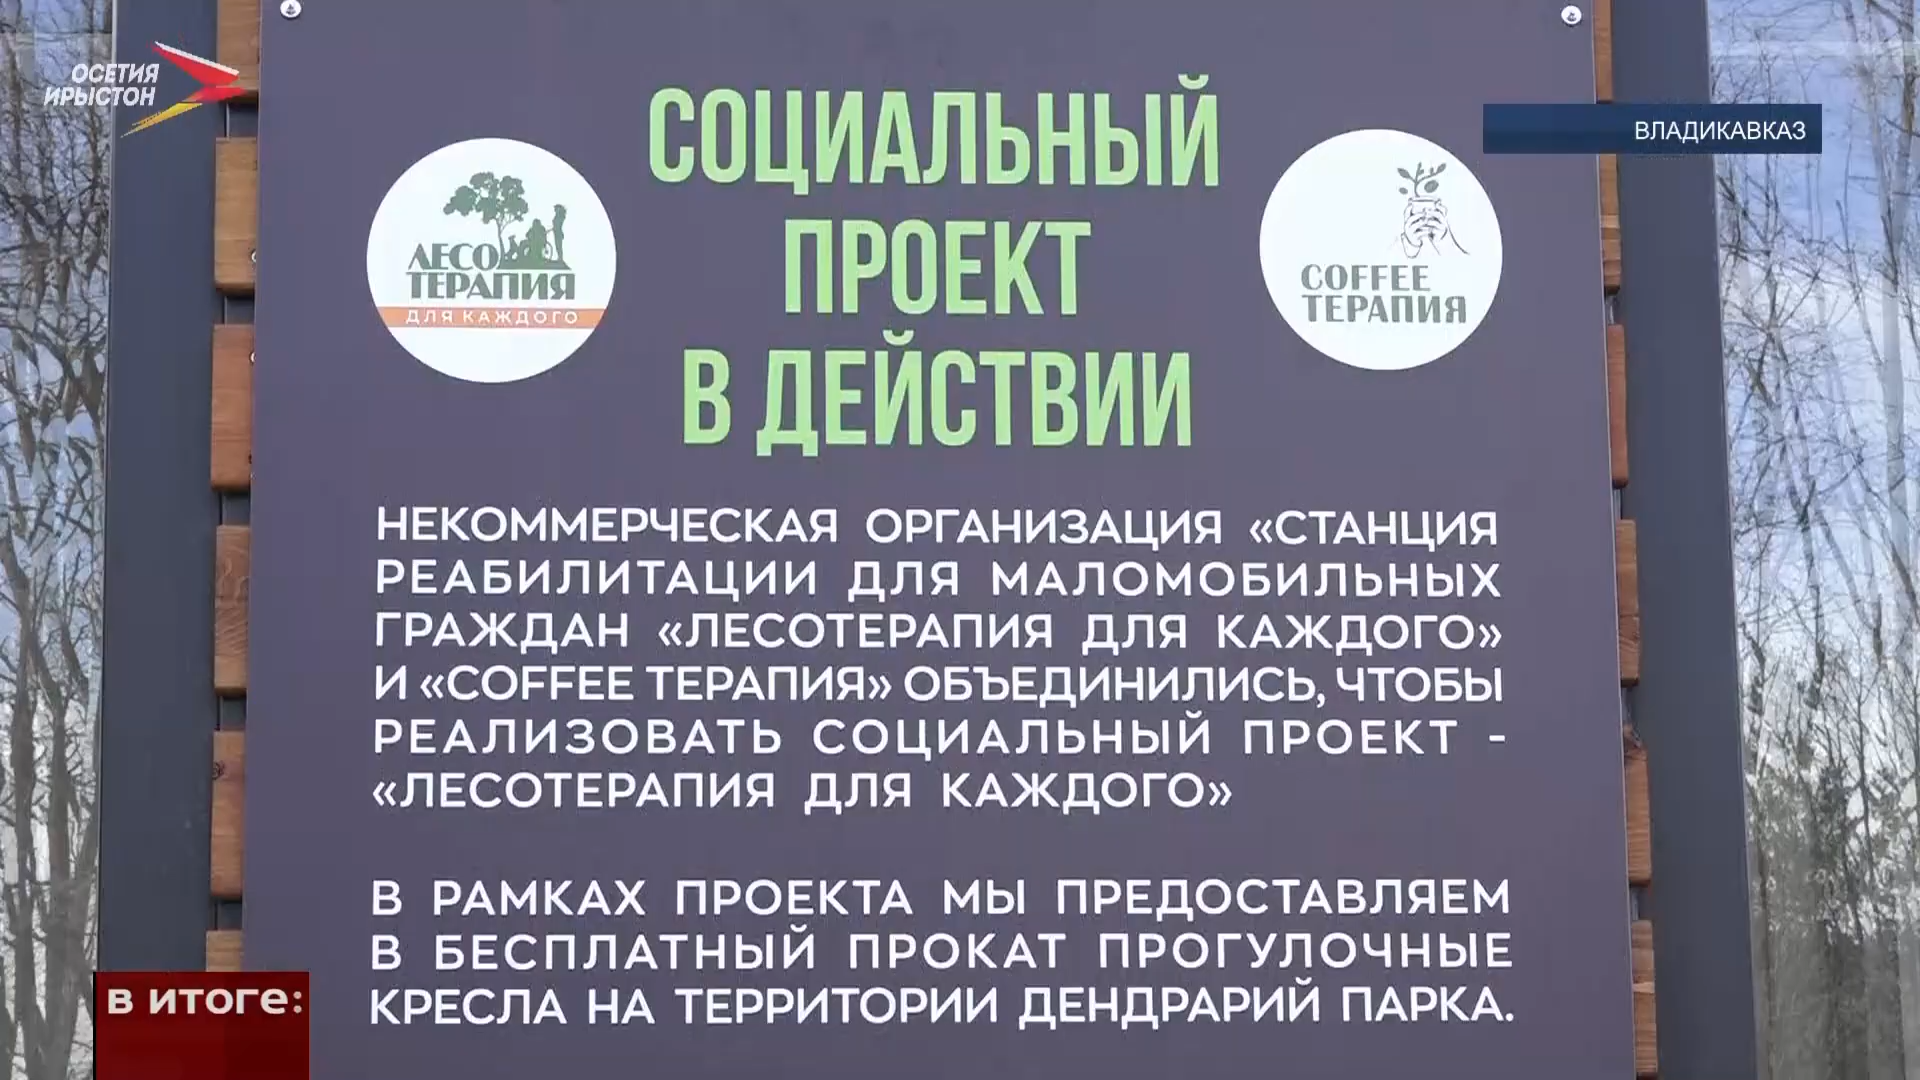 ОСЕТИЯ
ИРЫСТОН
ВЛАДИКАВКАЗ
СОЦИАЛЬНЫЙ
ПРОЕКТ
В ДЕЙСТВИИ
ЛЕСО
ТЕРАПИЯ
ДЛЯ КАЖДОГО
COFFEE
ТЕРАПИЯ
НЕКОММЕРЧЕСКАЯ ОРГАНИЗАЦИЯ «СТАНЦИЯ
РЕАБИЛИТАЦИИ ДЛЯ МАЛОМОБИЛЬНЫХ
ГРАЖДАН «ЛЕСОТЕРАПИЯ ДЛЯ КАЖДОГО»
И «COFFEE ТЕРАПИЯ» ОБЪЕДИНИЛИСЬ, ЧТОБЫ
РЕАЛИЗОВАТЬ СОЦИАЛЬНЫЙ ПРОЕКТ -
«ЛЕСОТЕРАПИЯ ДЛЯ КАЖДОГО»
В РАМКАХ ПРОЕКТА МЫ ПРЕДОСТАВЛЯЕМ
В БЕСПЛАТНЫЙ ПРОКАТ ПРОГУЛОЧНЫЕ
КРЕСЛА НА ТЕРРИТОРИИ ДЕНДРАРИЙ ПАРКА.
в итоге: